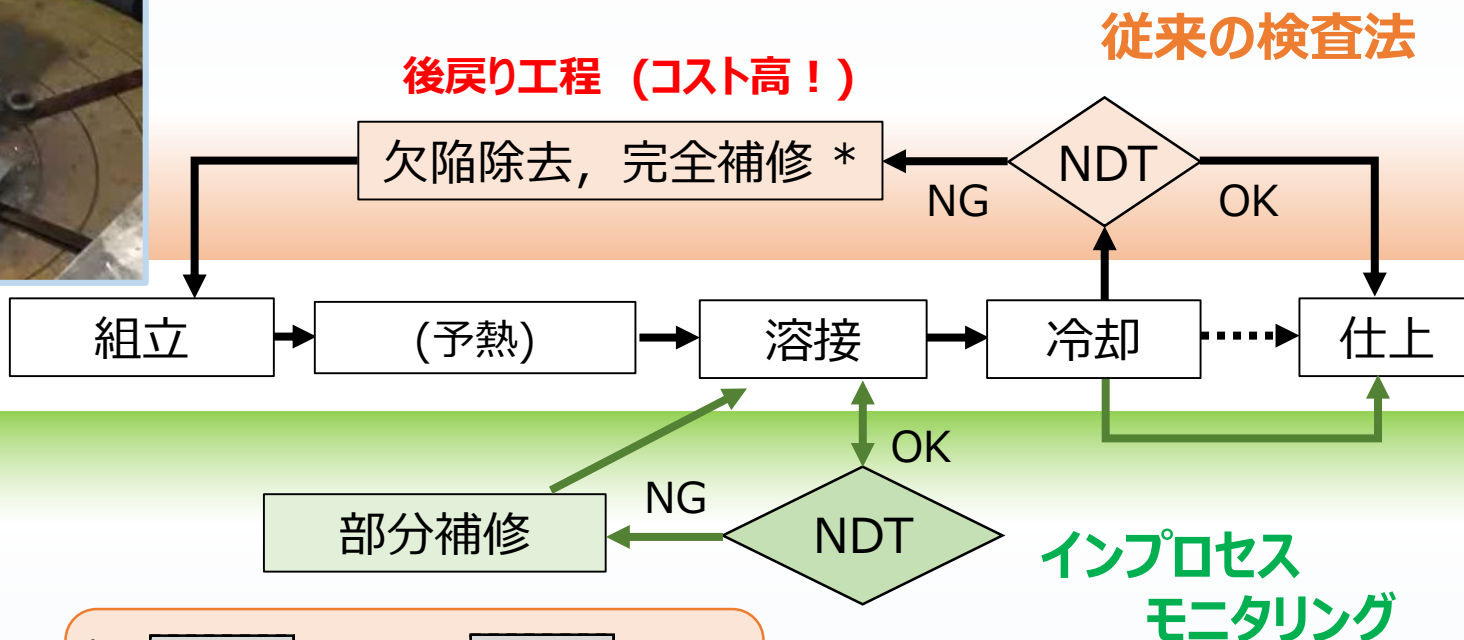 従来の検査法
後戻り工程 (コスト高!)
欠陥除去, 完全補修 *
NDT
NG
OK
組立
(予熱)
溶接
冷却
仕上
OK
NG
部分補修
NDT
インプロセス
モニタリング